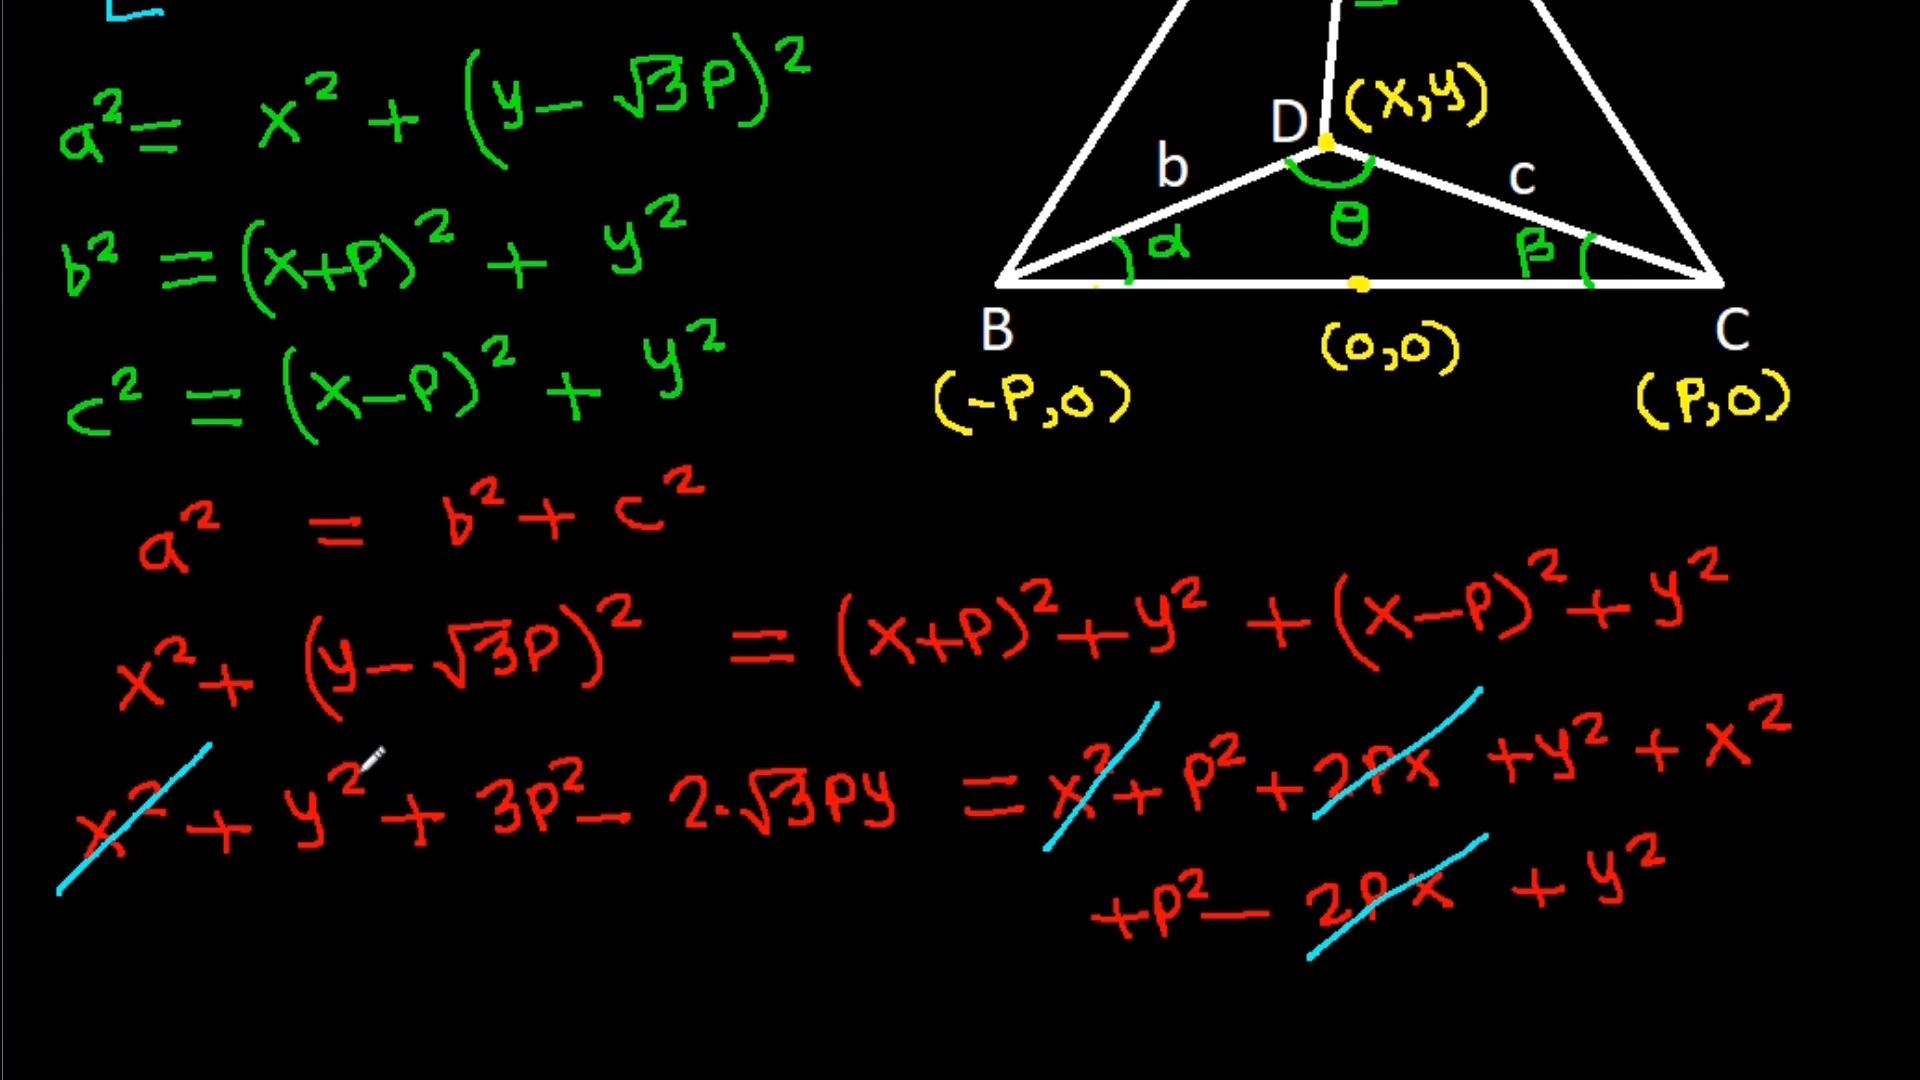 a² = x² + (y − √3p)²
b² = (x+p)² + y²
c² = (x−p)² + y²
a² = b² + c²
x² + (y − √3p)² = (x+p)² + y² + (x−p)² + y²
x² + y² + 3p² − 2·√3py = x² + p² + 2px + y² + x²
+p² − 2px + y²
D (x,y)
b c
α θ β
B C
(0,0)
(-p,0) (p,0)